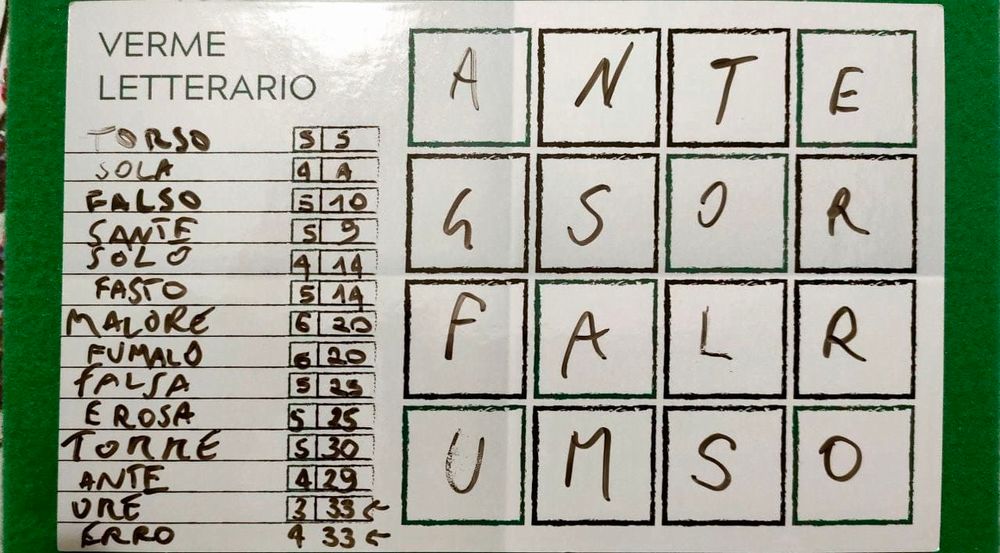 VERME
LETTERARIO
TORSO 5 5
SOLA 4 4
FALSO 5 10
SANTE 5 9
SOLO 4 14
FASTO 5 14
MALORE 6 20
FUMALO 6 20
FALSA 5 25
EROSA 5 25
TORRE 5 30
ANTE 4 29
ORE 3 33 ←
ERRO 4 33 ←
A N T E
G S O R
F A L R
U M S O